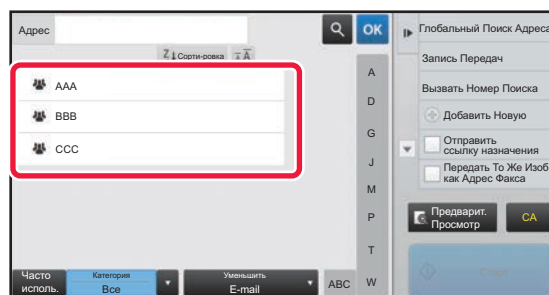 Адрес
OK
Сорти-ровка
AAA
BBB
CCC
A
D
G
J
M
P
T
W
Часто
исполь.
Категория
Все
Уменьшить
E-mail
ABC
Глобальный Поиск Адреса
Запись Передач
Вызвать Номер Поиска
Добавить Новую
Отправить
ссылку назначения
Передать То Же Изоб
как Адрес Факса
Предварит.
Просмотр
CA
Старт